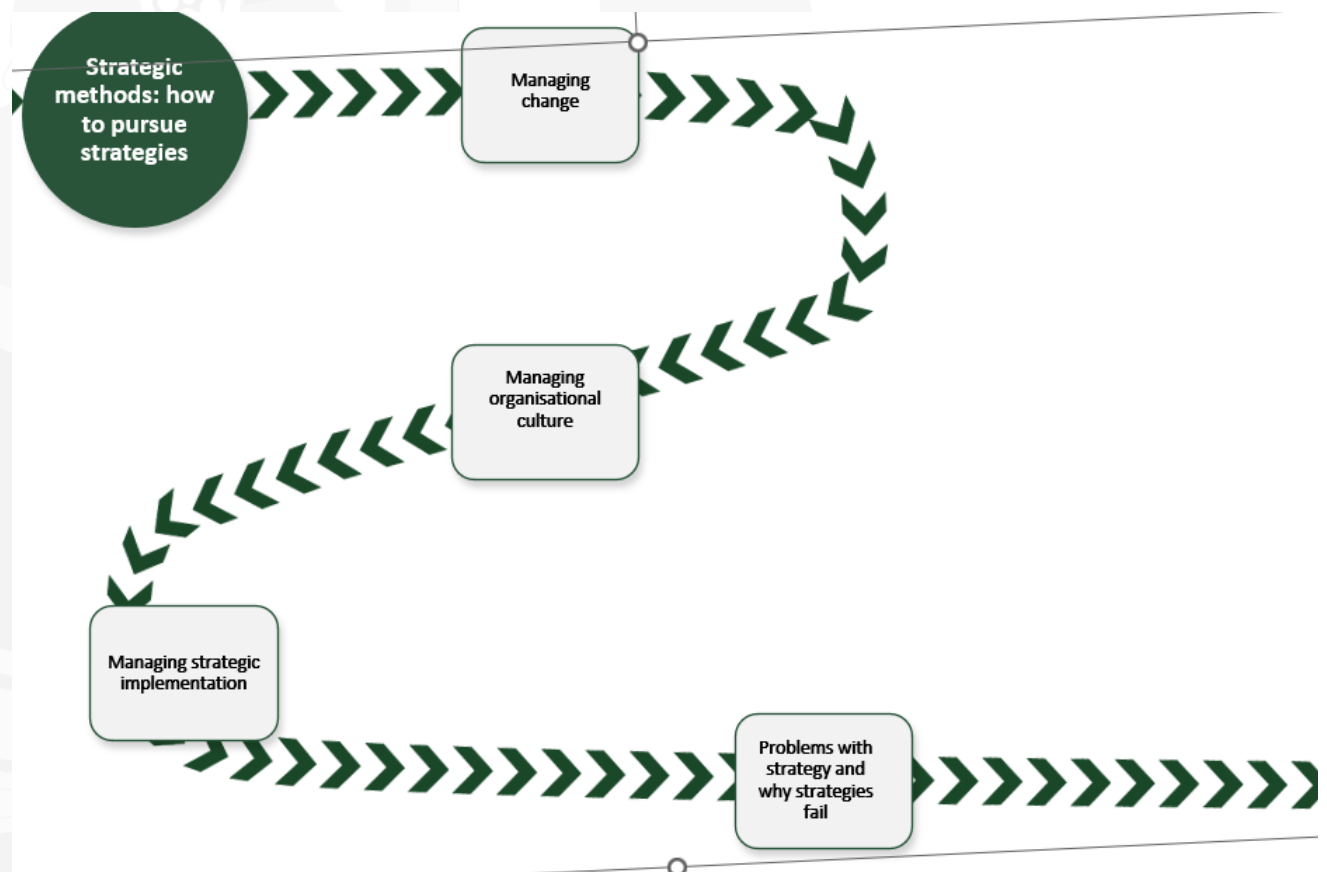 Strategic
methods: how
to pursue
strategies
Managing
change
Managing
organisational
culture
Managing strategic
implementation
Problems with
strategy and
why strategies
fail